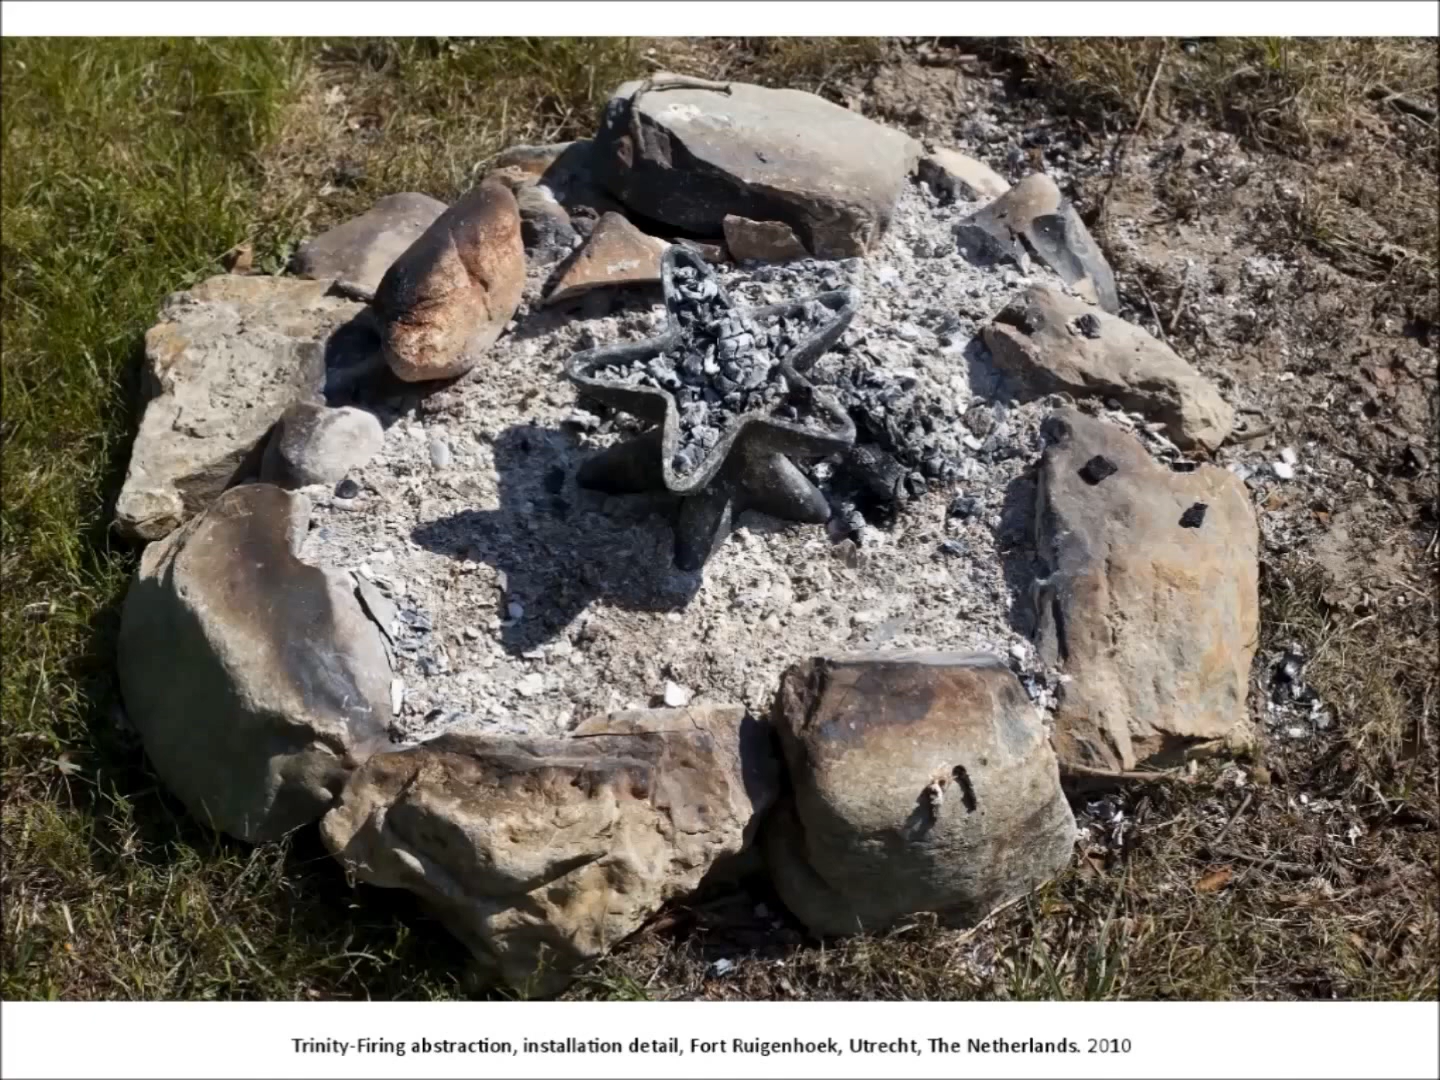 Trinity-Firing abstraction, installation detail, Fort Ruigenhoek, Utrecht, The Netherlands. 2010